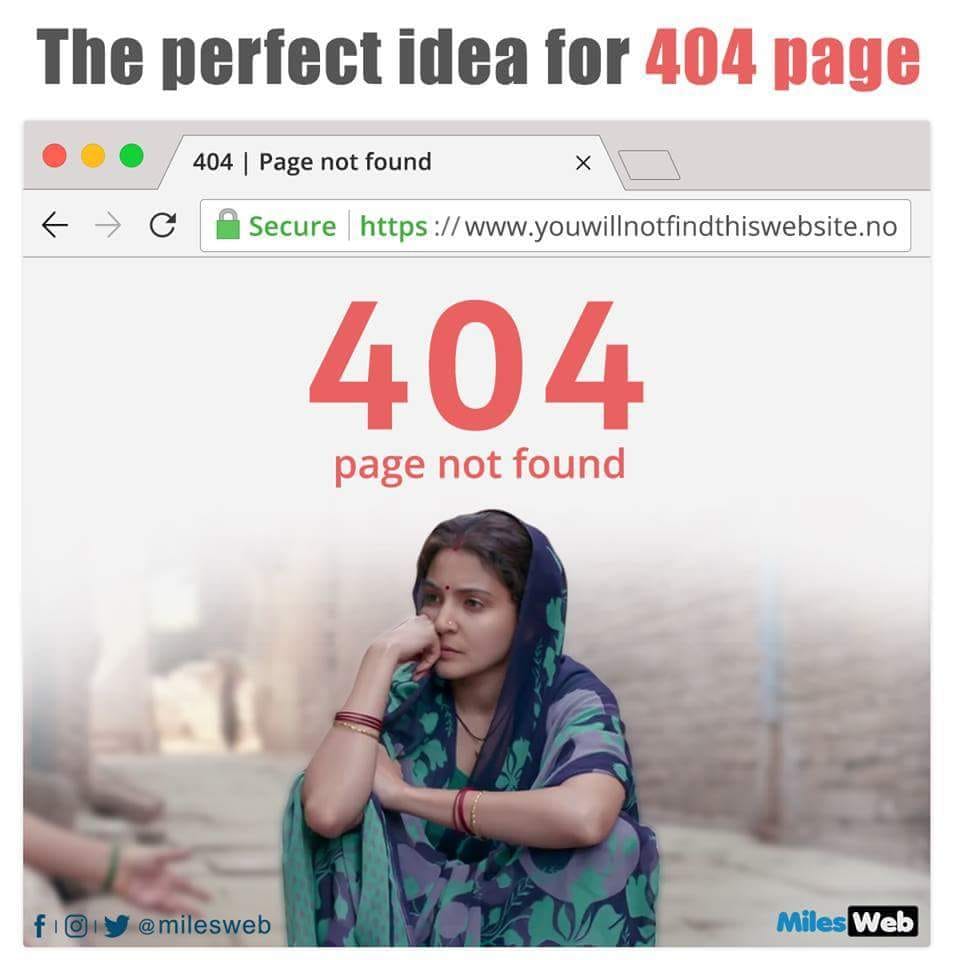 The perfect idea for 404 page
404 | Page not found
Secure | https://www.youwillnotfindthiswebsite.no
404
page not found
@milesweb
MilesWeb